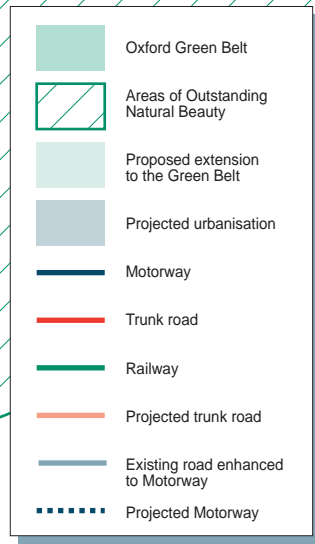 Oxford Green Belt
Areas of Outstanding
Natural Beauty
Proposed extension
to the Green Belt
Projected urbanisation
Motorway
Trunk road
Railway
Projected trunk road
Existing road enhanced
to Motorway
Projected Motorway